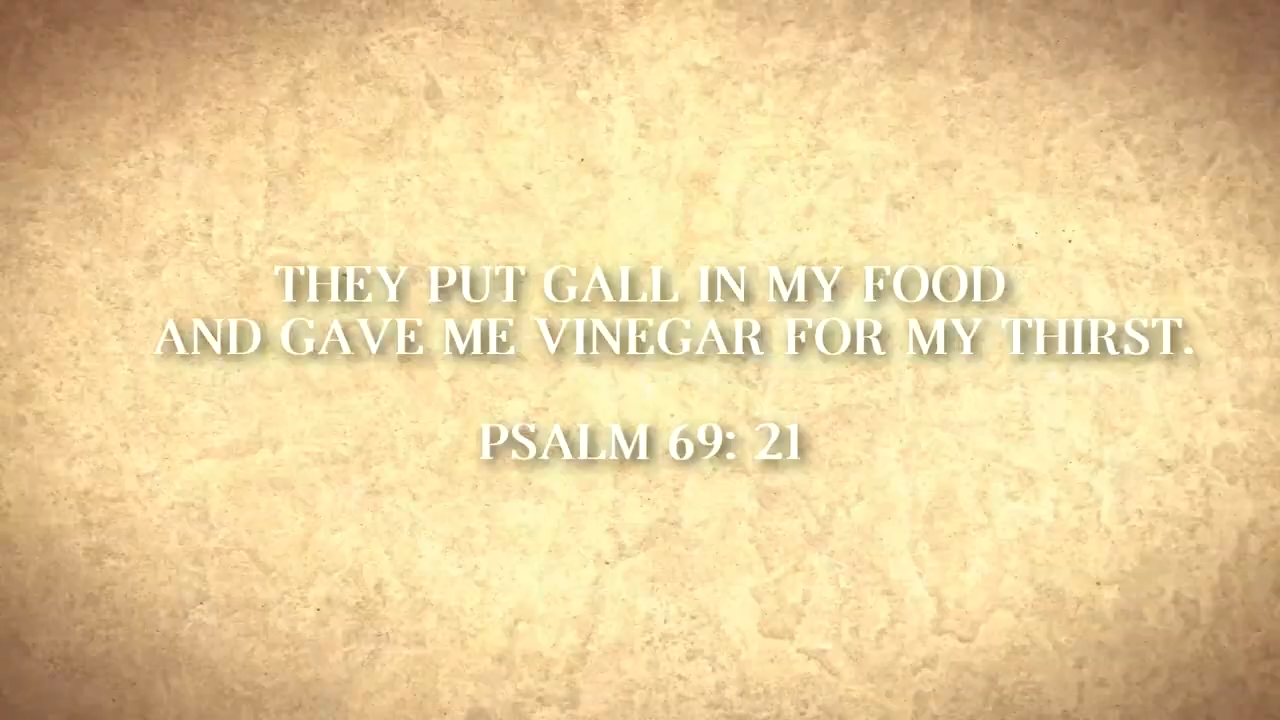 THEY PUT GALL IN MY FOOD
AND GAVE ME VINEGAR FOR MY THIRST.
PSALM 69: 21